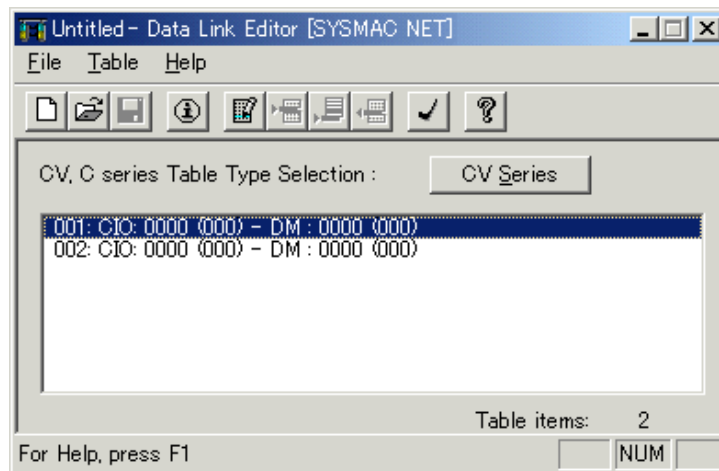 Untitled - Data Link Editor [SYSMAC NET]
File Table Help
CV, C series Table Type Selection : CV Series
001: CIO: 0000 (000) - DM : 0000 (000)
002: CIO: 0000 (000) - DM : 0000 (000)
Table items: 2
For Help, press F1 NUM